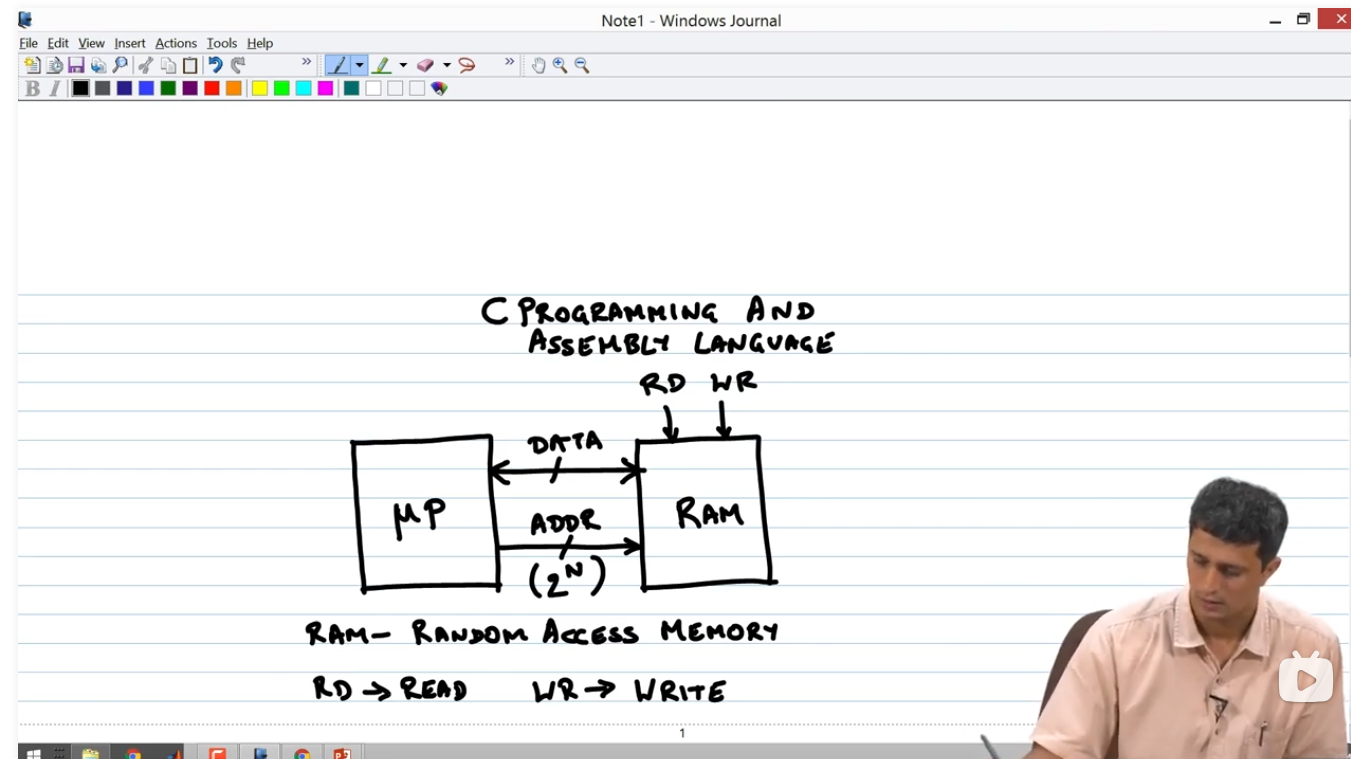 Note1 - Windows Journal
File Edit View Insert Actions Tools Help
B I
C PROGRAMMING AND
ASSEMBLY LANGUAGE
RD WR
DATA
μP
RAM
ADDR
(2^N)
RAM- RANDOM ACCESS MEMORY
RD → READ WR → WRITE
1